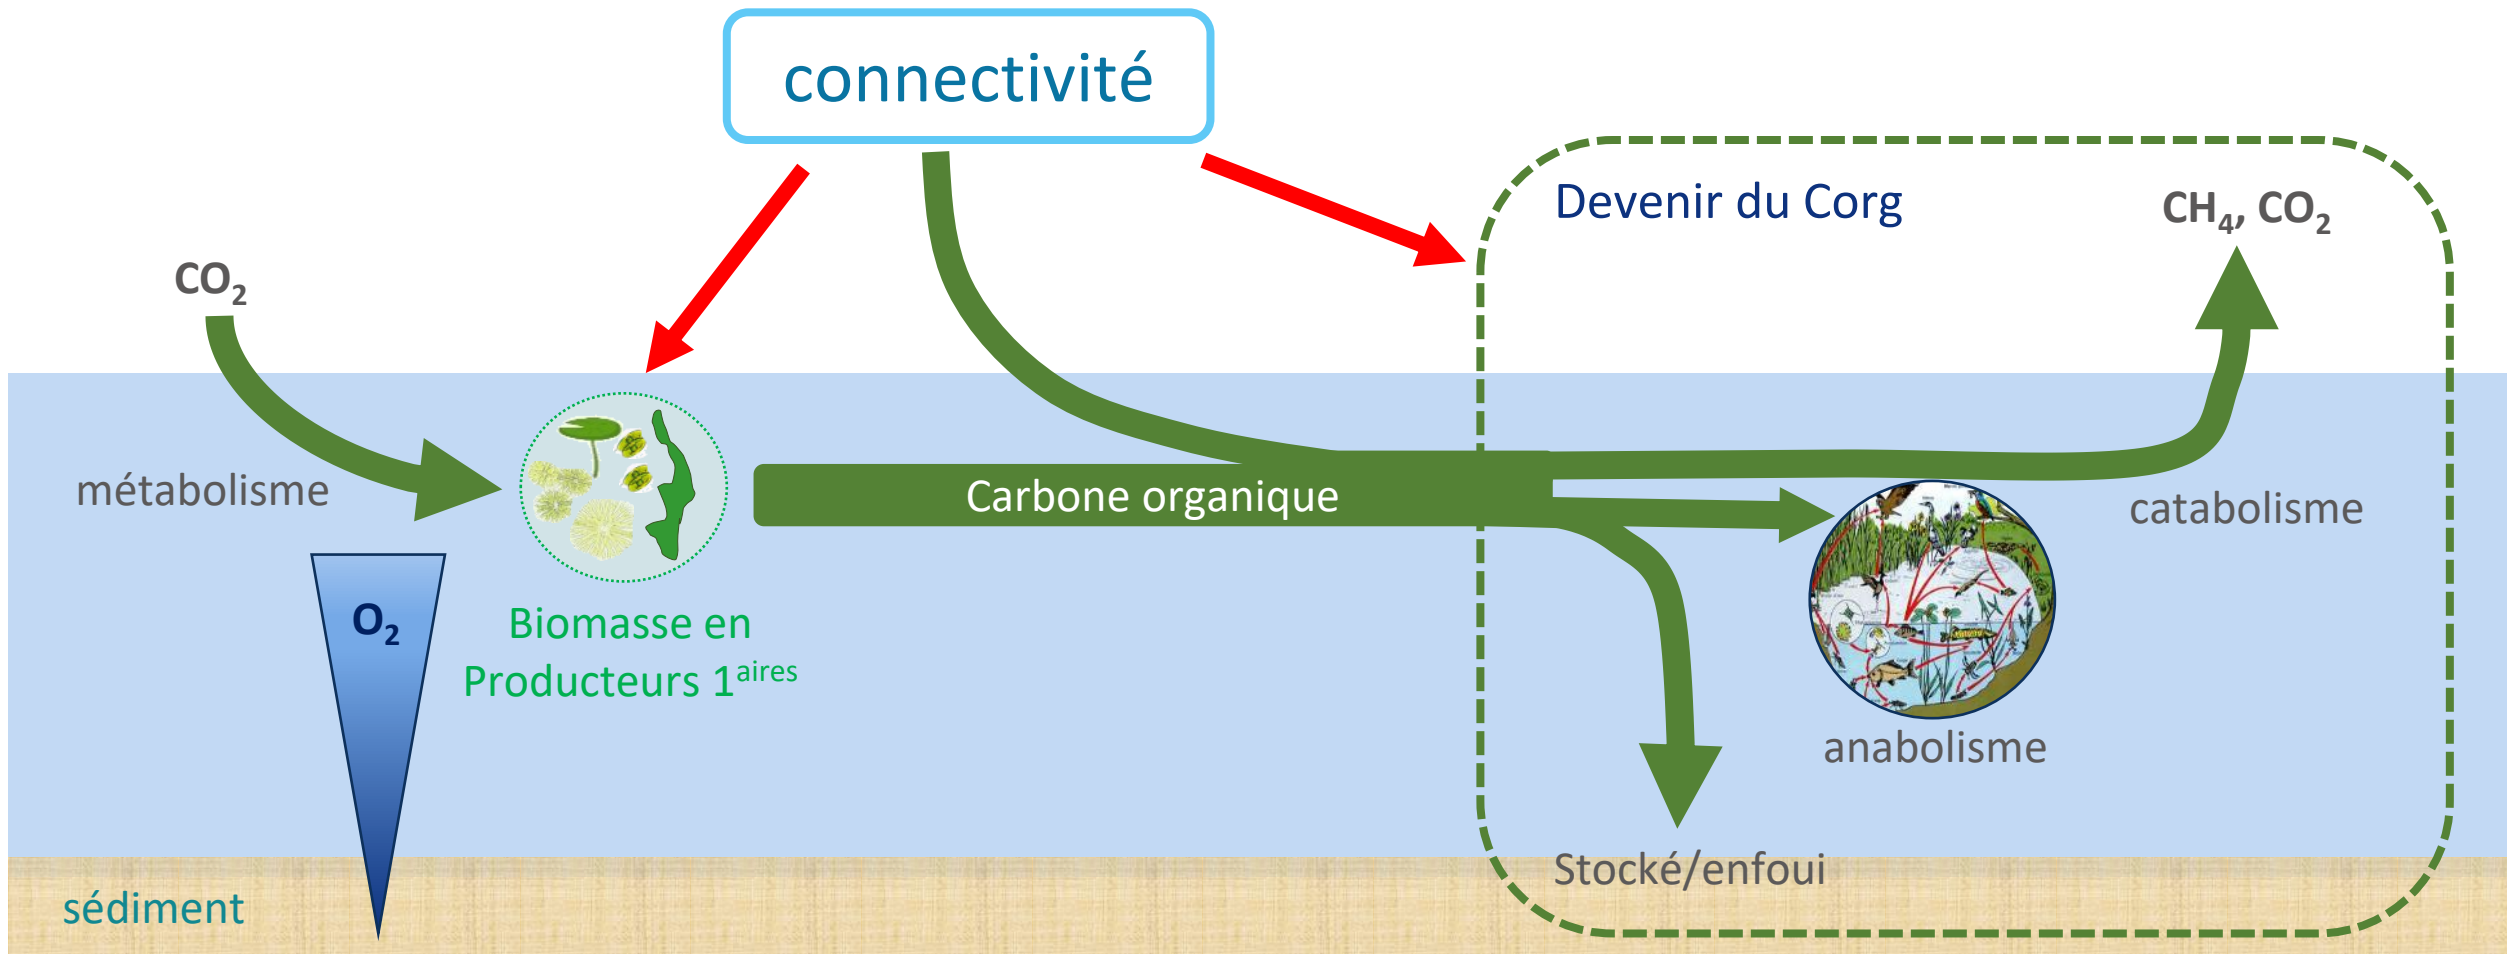 connectivité
Devenir du Corg
CH₄, CO₂
CO₂
métabolisme
Carbone organique
catabolisme
O₂
Biomasse en
Producteurs 1ᵃⁱʳᵉˢ
anabolisme
Stocké/enfoui
sédiment